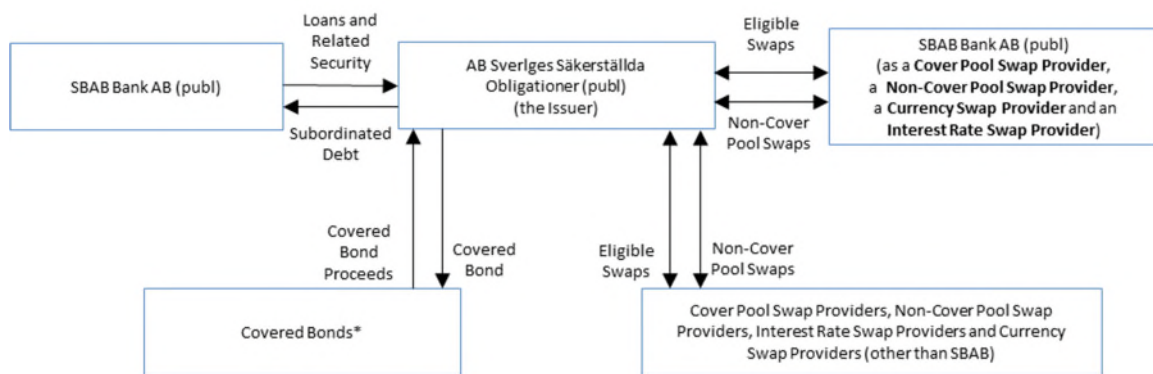 Loans and
Related
Security
Eligible
Swaps
SBAB Bank AB (publ)
AB Sverlges Säkerställda
Obligationer (publ)
(the Issuer)
SBAB Bank AB (publ)
(as a Cover Pool Swap Provider,
a Non-Cover Pool Swap Provider,
a Currency Swap Provider and an
Interest Rate Swap Provider)
Subordinated
Debt
Non-Cover
Pool Swaps
Covered
Bond
Proceeds
Covered
Bond
Eligible
Swaps
Non-Cover
Pool Swaps
Covered Bonds*
Cover Pool Swap Providers, Non-Cover Pool Swap
Providers, Interest Rate Swap Providers and Currency
Swap Providers (other than SBAB)